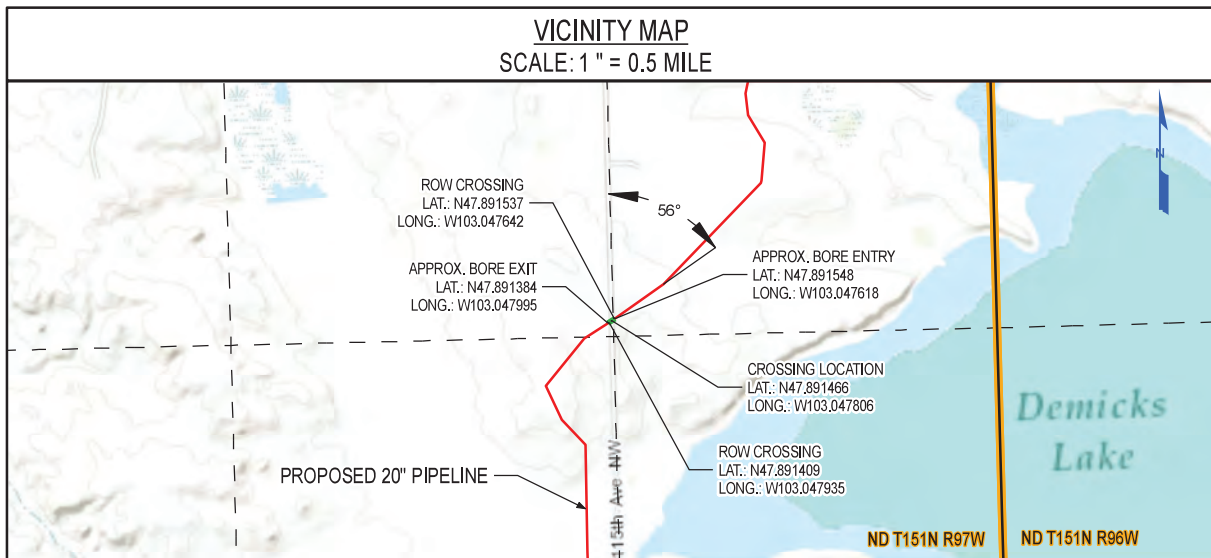 VICINITY MAP
SCALE: 1 " = 0.5 MILE
N
ROW CROSSING
LAT.: N47.891537
LONG.: W103.047642
56°
APPROX. BORE EXIT
LAT.: N47.891384
LONG.: W103.047995
APPROX. BORE ENTRY
LAT.: N47.891548
LONG.: W103.047618
CROSSING LOCATION
LAT.: N47.891466
LONG.: W103.047806
Demicks
Lake
ROW CROSSING
LAT.: N47.891409
LONG.: W103.047935
PROPOSED 20" PIPELINE
415th Ave NW
ND T151N R97W
ND T151N R96W